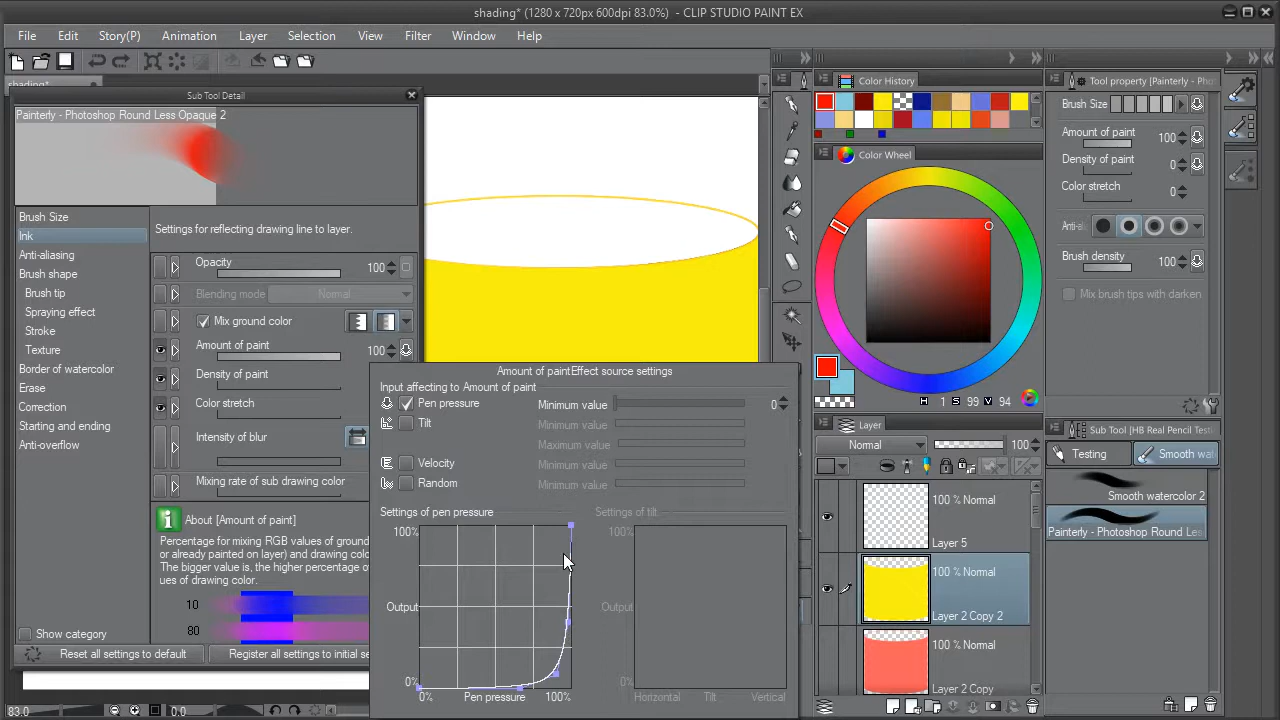 shading* (1280 x 720px 600dpi 83.0%)  - CLIP STUDIO PAINT EX
File Edit Story(P) Animation Layer Selection View Filter Window Help
shading*
Sub Tool Detail
Painterly - Photoshop Round Less Opaque 2
Brush Size
Ink
Anti-aliasing
Brush shape
Brush tip
Spraying effect
Stroke
Texture
Border of watercolor
Erase
Correction
Starting and ending
Anti-overflow
Settings for reflecting drawing line to layer.
Opacity 100
Blending mode Normal
Mix ground color
Amount of paint 100
Density of paint
Color stretch
Intensity of blur
Mixing rate of sub drawing color
About [Amount of paint]
Percentage for mixing RGB values of ground
or already painted on layer) and drawing colo
The bigger value is, the higher percentage o
ues of drawing color.
10
80
Show category
Reset all settings to default
Register all settings to initial se
Amount of paintEffect source settings
Input affecting to Amount of paint
Pen pressure Minimum value 0
Tilt Minimum value
Maximum value
Velocity Minimum value
Random Minimum value
Settings of pen pressure
100%
Output
0%
0% Pen pressure 100%
Settings of tilt
100%
Output
0%
Horizontal Tilt Vertical
83.0 0.0
Color History
Color Wheel
H 1 S 99 V 94
Layer
Normal 100
100 % Normal
Layer 5
100 % Normal
Layer 2 Copy 2
100 % Normal
Layer 2 Copy
Tool property [Painterly - Pho
Brush Size
Amount of paint 100
Density of paint 0
Color stretch 0
Anti-ali
Brush density 100
Mix brush tips with darken
Sub Tool [HB Real Pencil Testi
Testing
Smooth wat
Smooth watercolor 2
Painterly - Photoshop Round Les